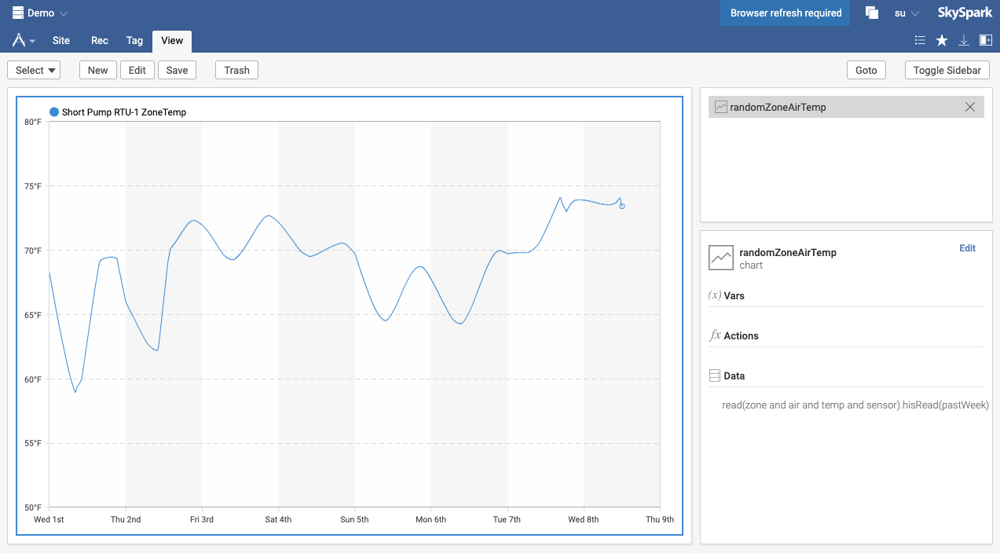 Demo
Browser refresh required
su
SkySpark
Site Rec Tag View
Select New Edit Save Trash Goto Toggle Sidebar
Short Pump RTU-1 ZoneTemp
80°F
75°F
70°F
65°F
60°F
55°F
50°F
Wed 1st Thu 2nd Fri 3rd Sat 4th Sun 5th Mon 6th Tue 7th Wed 8th Thu 9th
randomZoneAirTemp
randomZoneAirTemp Edit
chart
(x) Vars
fx Actions
Data
read(zone and air and temp and sensor).hisRead(pastWeek)